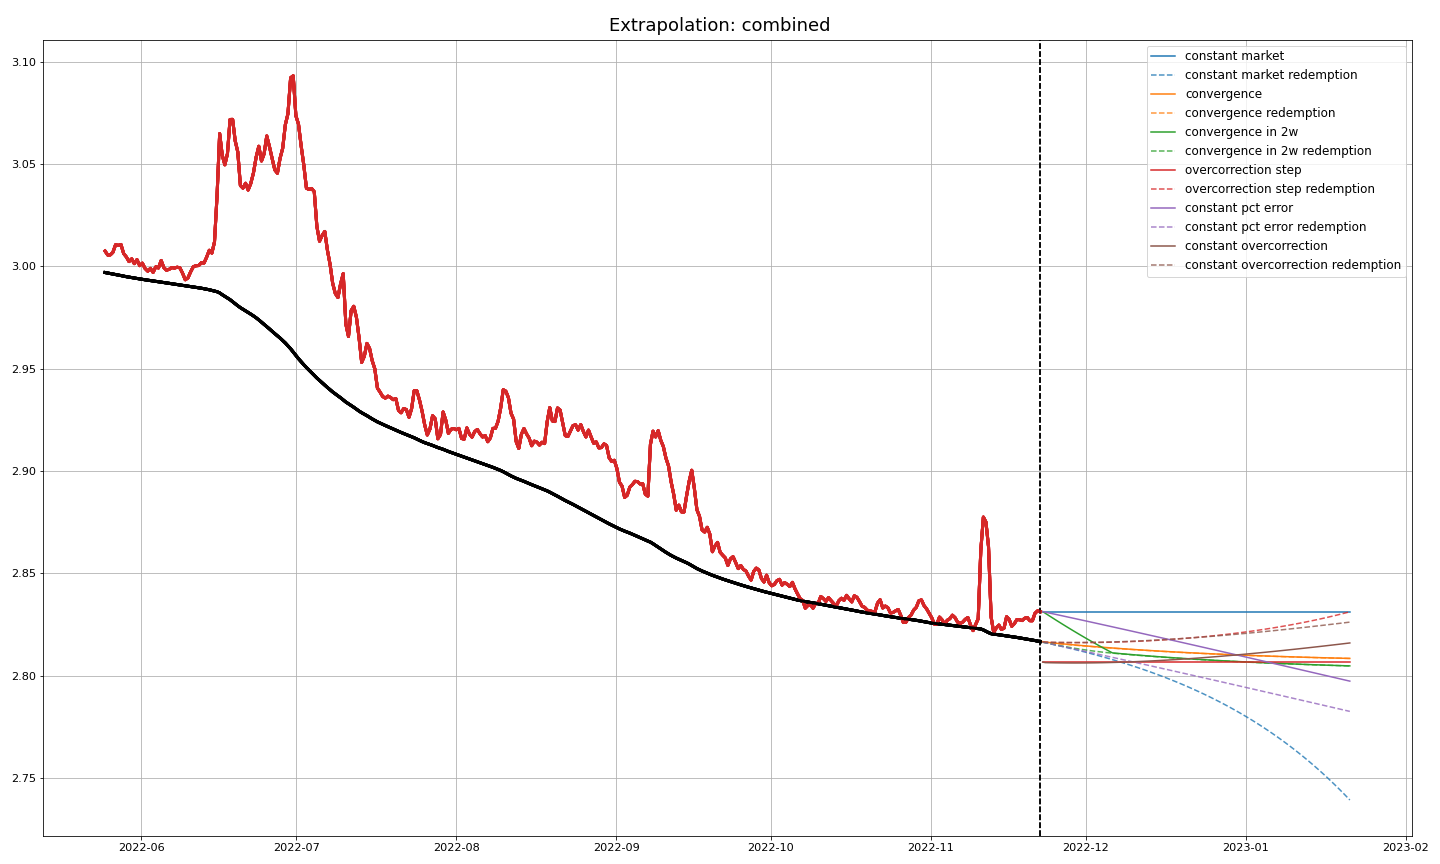 Extrapolation: combined
3.10
3.05
3.00
2.95
2.90
2.85
2.80
2.75
constant market
constant market redemption
convergence
convergence redemption
convergence in 2w
convergence in 2w redemption
overcorrection step
overcorrection step redemption
constant pct error
constant pct error redemption
constant overcorrection
constant overcorrection redemption
2022-06 2022-07 2022-08 2022-09 2022-10 2022-11 2022-12 2023-01 2023-02